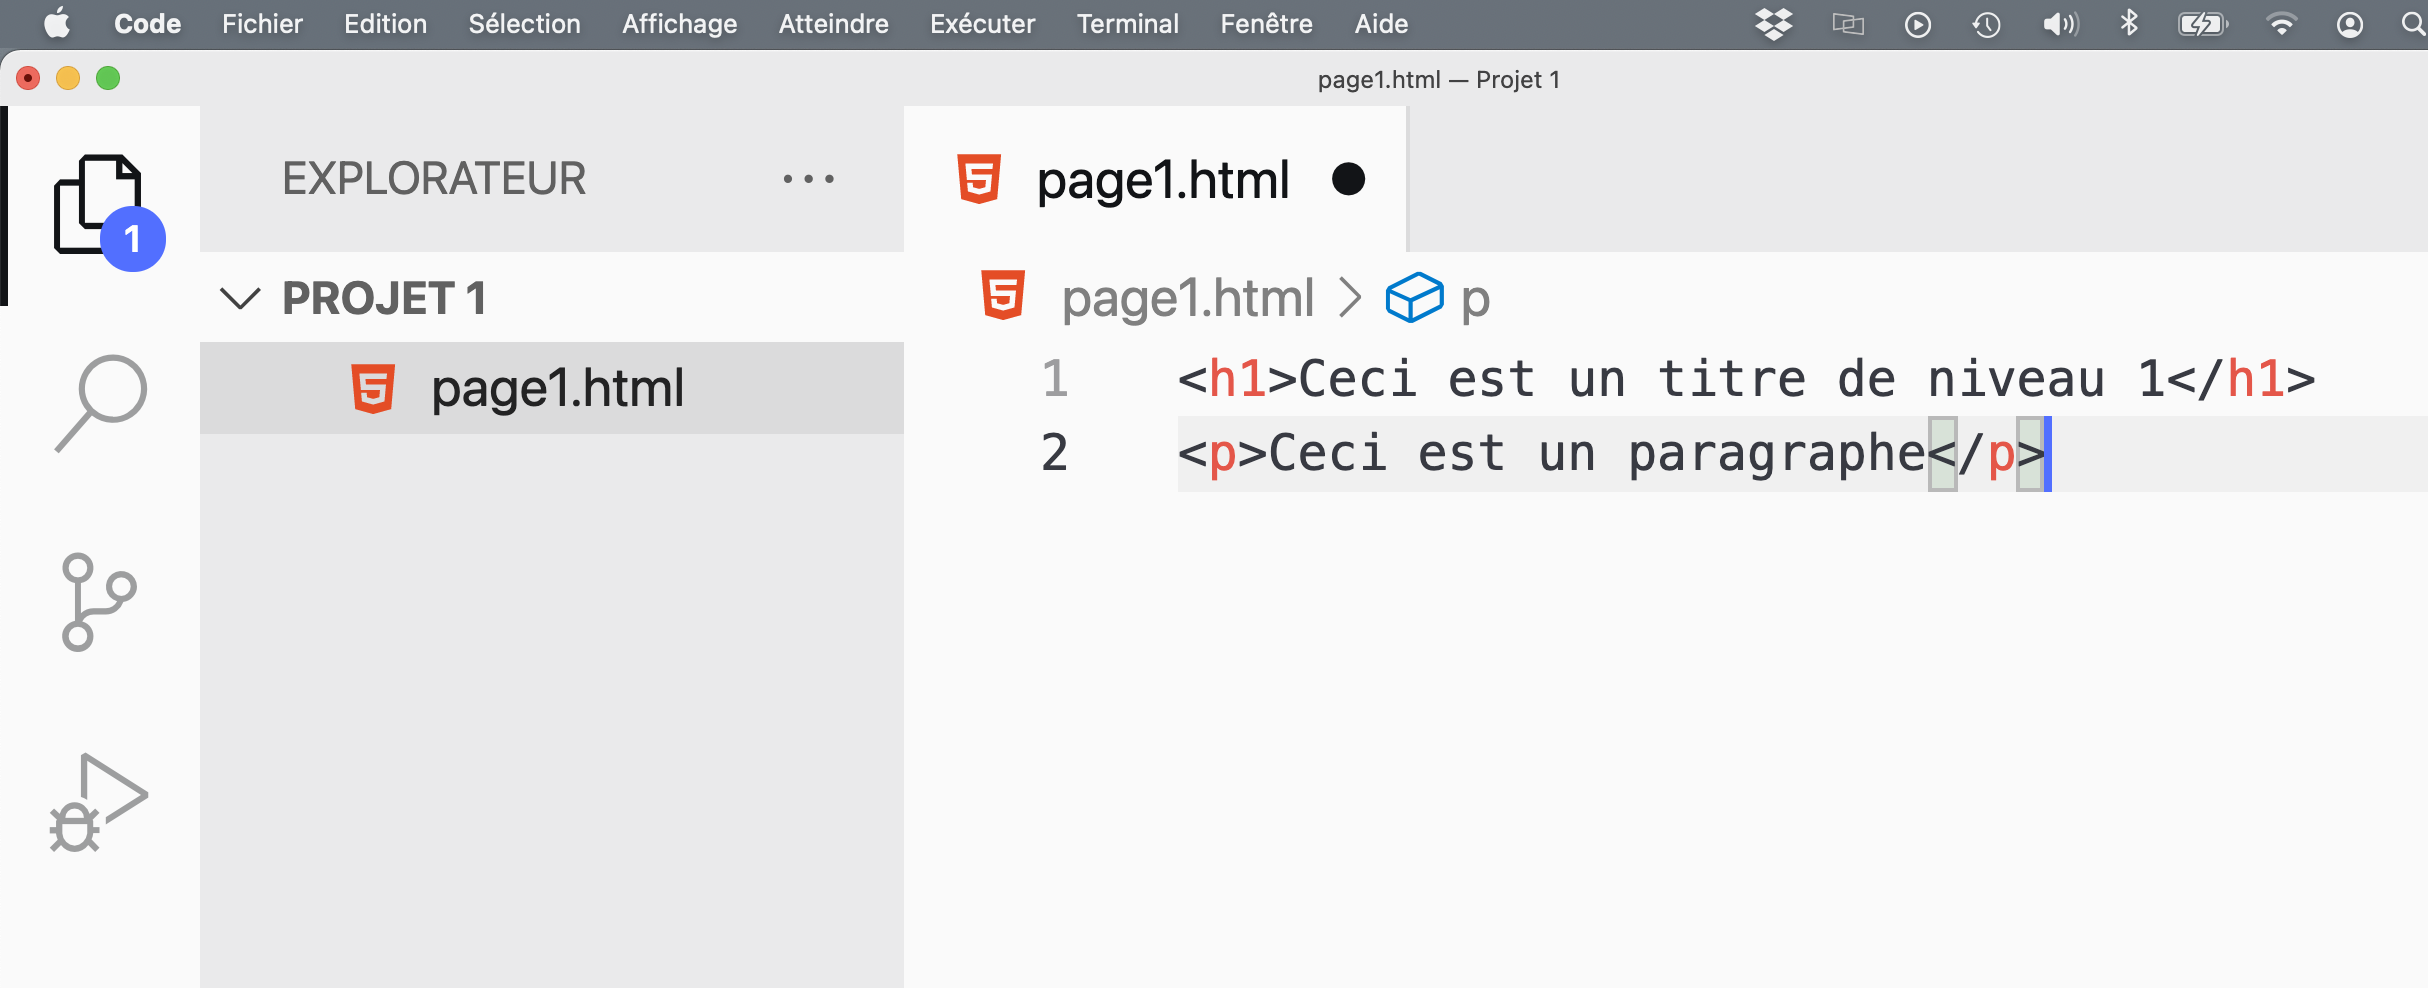 Code Fichier Edition Sélection Affichage Atteindre Exécuter Terminal Fenêtre Aide
page1.html — Projet 1
EXPLORATEUR ···
page1.html ●
1
PROJET 1
page1.html > p
page1.html
1 <h1>Ceci est un titre de niveau 1</h1>
2 <p>Ceci est un paragraphe</p>